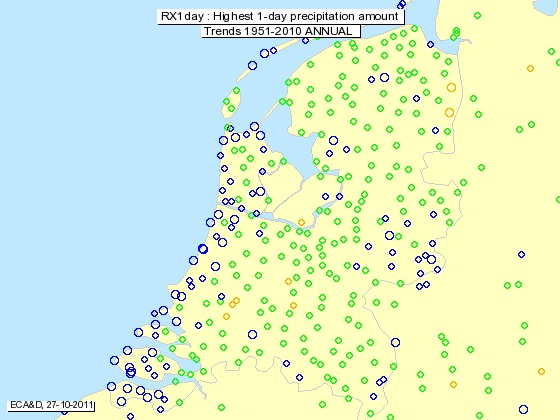 RX1day : Highest 1-day precipitation amount
Trends 1951-2010 ANNUAL
ECA&D, 27-10-2011